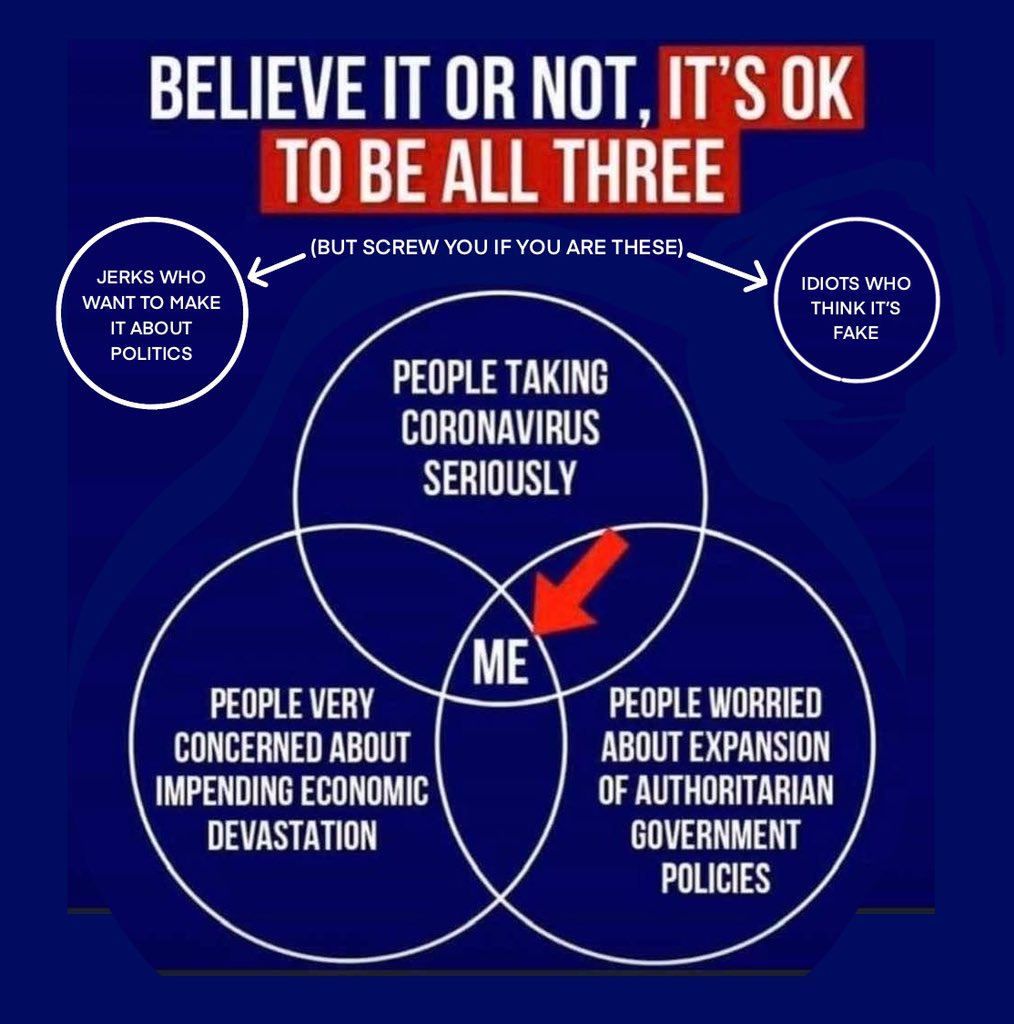 BELIEVE IT OR NOT, IT'S OK
TO BE ALL THREE
(BUT SCREW YOU IF YOU ARE THESE)
JERKS WHO
WANT TO MAKE
IT ABOUT
POLITICS
IDIOTS WHO
THINK IT'S
FAKE
PEOPLE TAKING
CORONAVIRUS
SERIOUSLY
ME
PEOPLE VERY
CONCERNED ABOUT
IMPENDING ECONOMIC
DEVASTATION
PEOPLE WORRIED
ABOUT EXPANSION
OF AUTHORITARIAN
GOVERNMENT
POLICIES